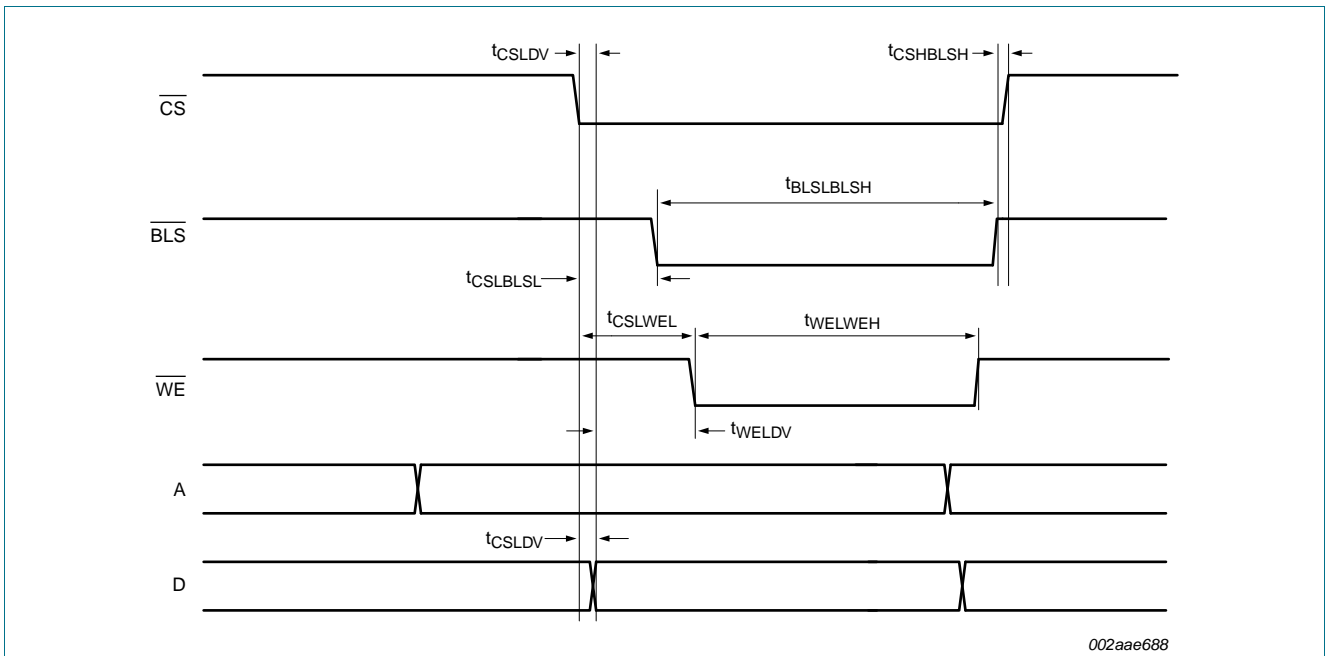 tCSLDV
tCSHBLSH
CS
tBLSLBLSH
BLS
tCSLBLSL
tCSLWEL
tWELWEH
WE
tWELDV
A
tCSLDV
D
002aae688